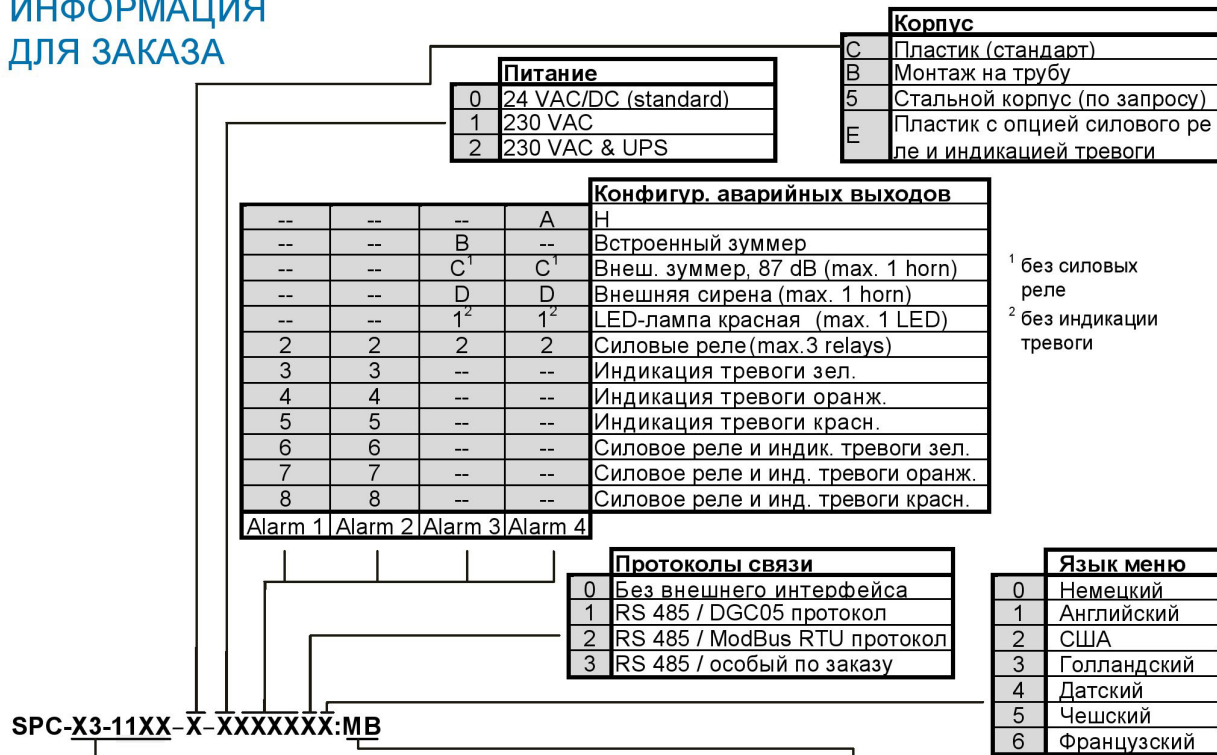 ИНФОРМАЦИЯ
ДЛЯ ЗАКАЗА
Корпус
C Пластик (стандарт)
B Монтаж на трубу
5 Стальной корпус (по запросу)
E Пластик с опцией силового ре
ле и индикацией тревоги
Питание
0 24 VAC/DC (standard)
1 230 VAC
2 230 VAC & UPS
Конфигур. аварийных выходов
-- -- -- A Н
-- -- B -- Встроенный зуммер
-- -- C¹ C¹ Внеш. зуммер, 87 dB (max. 1 horn)
-- -- D D Внешняя сирена (max. 1 horn)
-- -- 1² 1² LED-лампа красная (max. 1 LED)
2 2 2 2 Силовые реле (max.3 relays)
3 3 -- -- Индикация тревоги зел.
4 4 -- -- Индикация тревоги оранж.
5 5 -- -- Индикация тревоги красн.
6 6 -- -- Силовое реле и индик. тревоги зел.
7 7 -- -- Силовое реле и инд. тревоги оранж.
8 8 -- -- Силовое реле и инд. тревоги красн.
Alarm 1 Alarm 2 Alarm 3 Alarm 4
¹ без силовых
реле
² без индикации
тревоги
Протоколы связи
0 Без внешнего интерфейса
1 RS 485 / DGC05 протокол
2 RS 485 / ModBus RTU протокол
3 RS 485 / особый по заказу
Язык меню
0 Немецкий
1 Английский
2 США
3 Голландский
4 Датский
5 Чешский
6 Французский
SPC-X3-11XX-X-XXXXXXX:MB